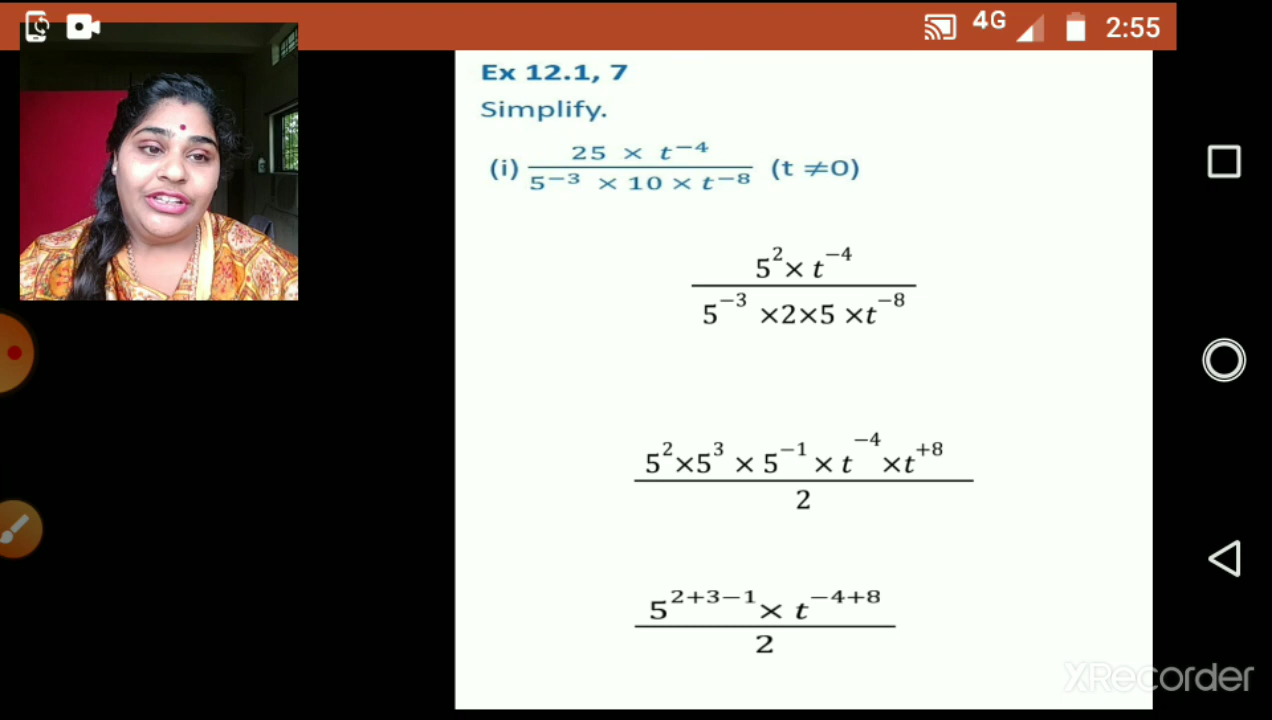 4G 2:55
Ex 12.1, 7
Simplify.
(i) 25 × t⁻⁴ / 5⁻³ × 10 × t⁻⁸ (t ≠0)
5² × t⁻⁴
5⁻³ ×2×5 ×t⁻⁸
5²×5³ × 5⁻¹ × t⁻⁴ ×t⁺⁸
2
5²⁺³⁻¹ × t⁻⁴⁺⁸
2
XRecorder